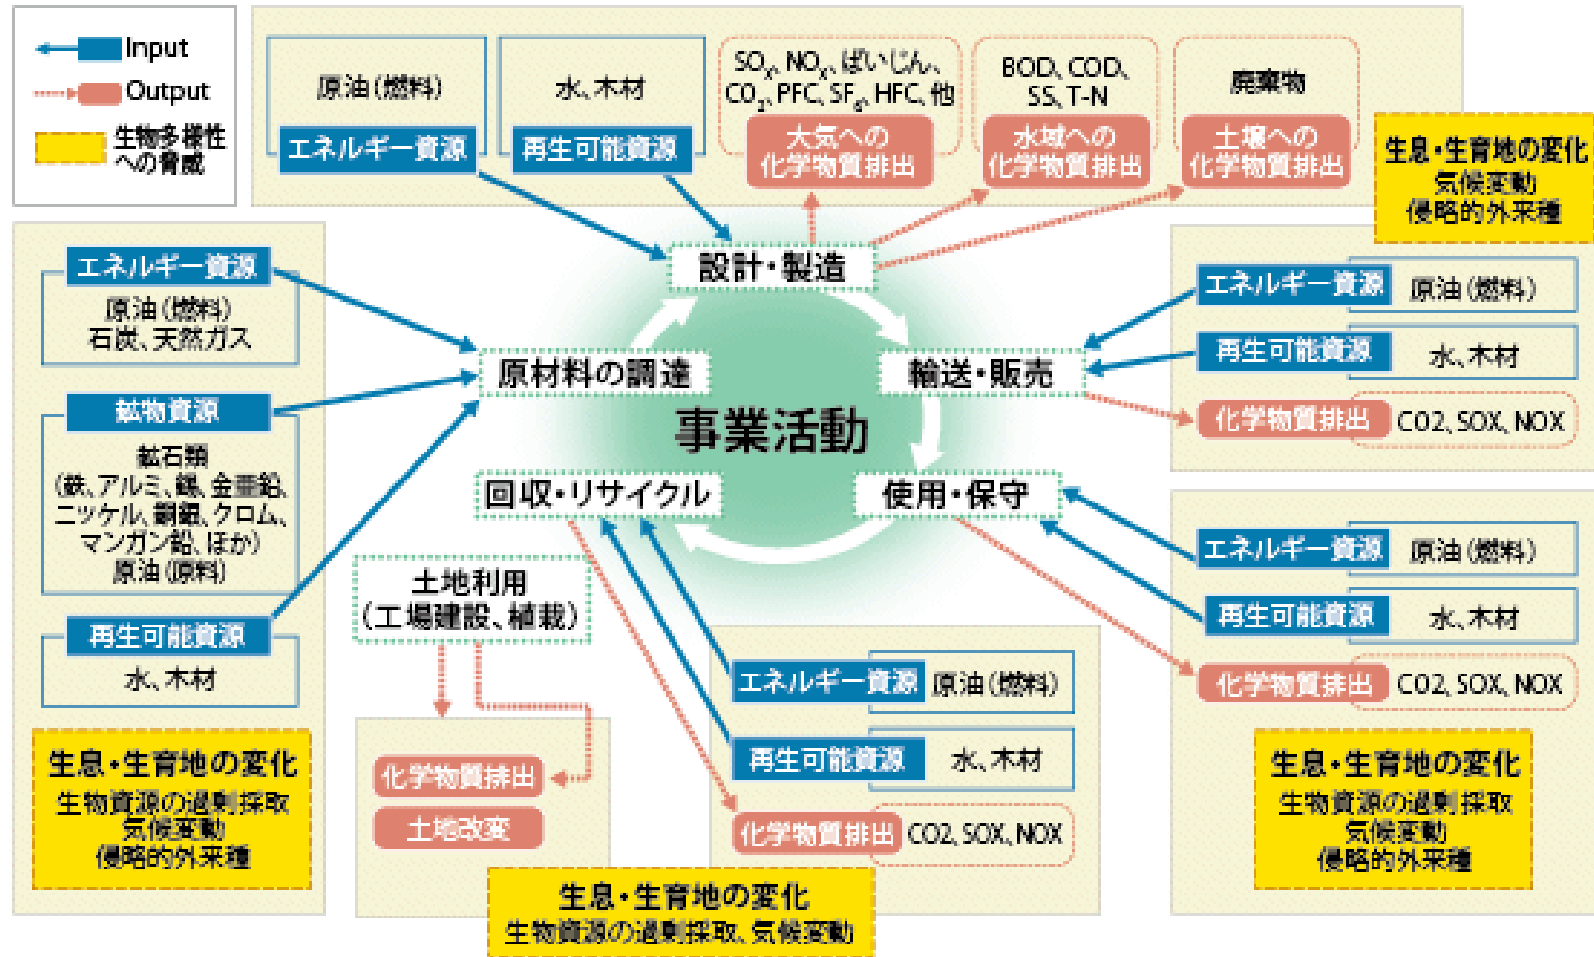 Input
Output
生物多様性
への脅威
原油(燃料)
エネルギー資源
水、木材
再生可能資源
SOX、NOX、ばいじん、
CO2、PFC、SF6、HFC、他
大気への
化学物質排出
BOD、COD、
SS、T-N
水域への
化学物質排出
廃棄物
土壌への
化学物質排出
生息・生育地の変化
気候変動
侵略的外来種
エネルギー資源
原油(燃料)
石炭、天然ガス
鉱物資源
鉱石類
(鉄、アルミ、錫、金亜鉛、
ニッケル、銅銀、クロム、
マンガン鉛、ほか)
原油(原料)
再生可能資源
水、木材
生息・生育地の変化
生物資源の過剰採取
気候変動
侵略的外来種
設計・製造
原材料の調達
輸送・販売
事業活動
回収・リサイクル
使用・保守
土地利用
(工場建設、植栽)
化学物質排出
土地改変
エネルギー資源 原油(燃料)
再生可能資源 水、木材
化学物質排出 CO2, SOX, NOX
エネルギー資源 原油(燃料)
再生可能資源 水、木材
化学物質排出 CO2, SOX, NOX
生息・生育地の変化
生物資源の過剰採取
気候変動
侵略的外来種
エネルギー資源 原油(燃料)
再生可能資源 水、木材
化学物質排出 CO2, SOX, NOX
生息・生育地の変化
生物資源の過剰採取、気候変動